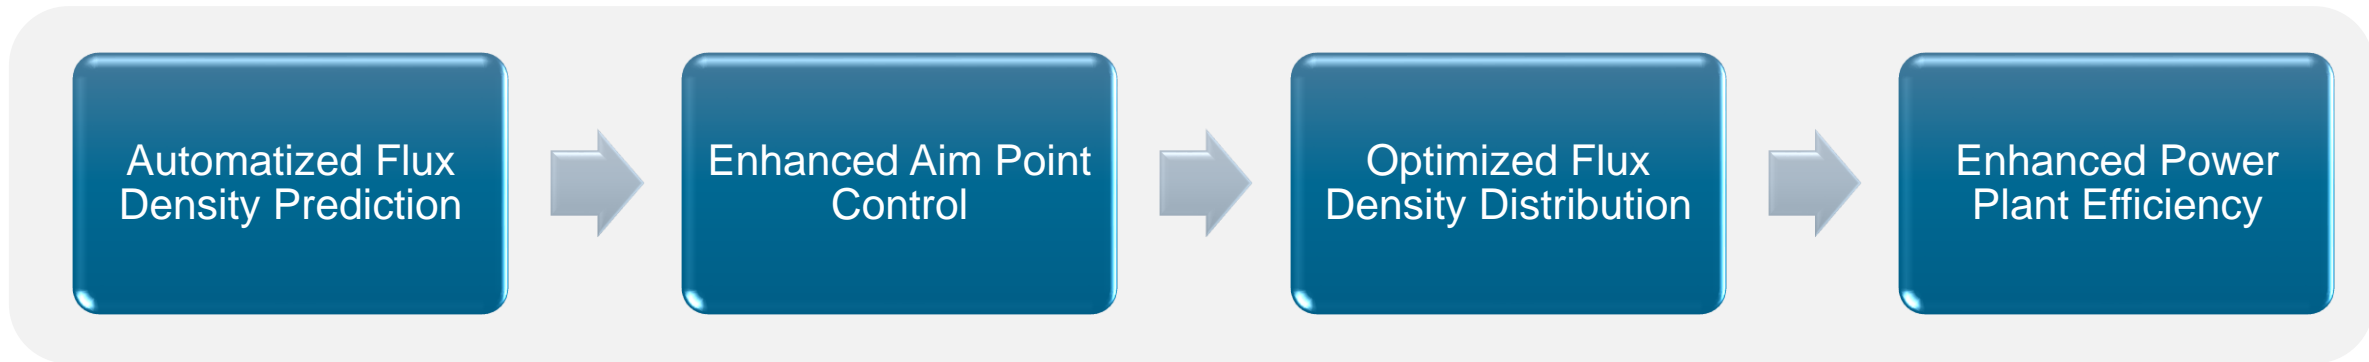 Automatized Flux
Density Prediction
Enhanced Aim Point
Control
Optimized Flux
Density Distribution
Enhanced Power
Plant Efficiency